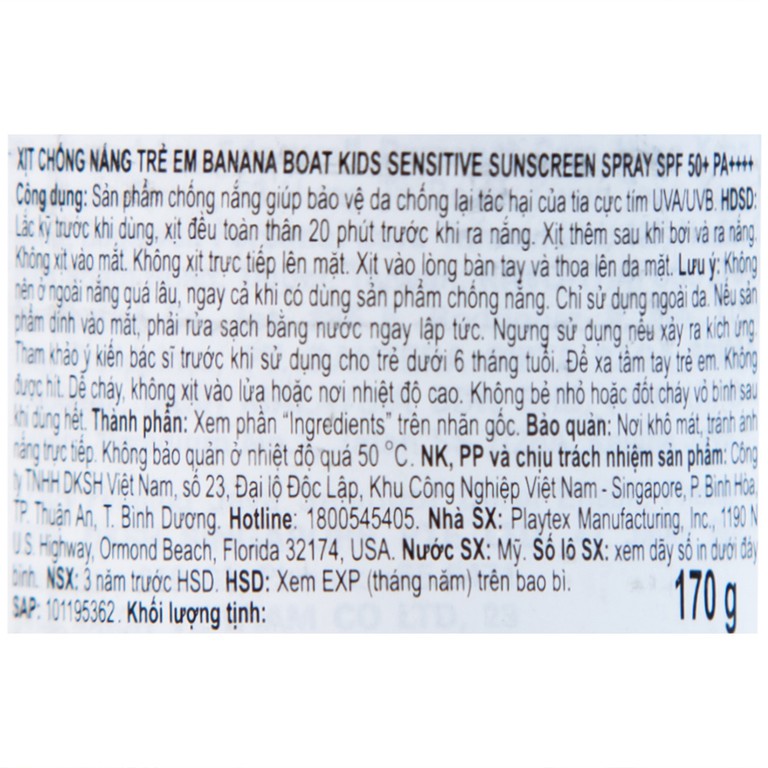 XỊT CHỐNG NẮNG TRẺ EM BANANA BOAT KIDS SENSITIVE SUNSCREEN SPRAY SPF 50+ PA++++
Công dụng: Sản phẩm chống nắng giúp bảo vệ da chống lại tác hại của tia cực tím UVA/UVB. HDSD:
Lắc kỹ trước khi dùng, xịt đều toàn thân 20 phút trước khi ra nắng. Xịt thêm sau khi bơi và ra nắng.
Không xịt vào mắt. Không xịt trực tiếp lên mặt. Xịt vào lòng bàn tay và thoa lên da mặt. Lưu ý: Không
nên ở ngoài nắng quá lâu, ngay cả khi có dùng sản phẩm chống nắng. Chỉ sử dụng ngoài da. Nếu sản
phẩm dính vào mắt, phải rửa sạch bằng nước ngay lập tức. Ngưng sử dụng nếu xảy ra kích ứng.
Tham khảo ý kiến bác sĩ trước khi sử dụng cho trẻ dưới 6 tháng tuổi. Để xa tầm tay trẻ em. Không
được hít. Dễ cháy, không xịt vào lửa hoặc nơi nhiệt độ cao. Không bẻ nhỏ hoặc đốt cháy vỏ bình sau
khi dùng hết. Thành phần: Xem phần "Ingredients" trên nhãn gốc. Bảo quản: Nơi khô mát, tránh ánh
nắng trực tiếp. Không bảo quản ở nhiệt độ quá 50 °C. NK, PP và chịu trách nhiệm sản phẩm: Công
ty TNHH DKSH Việt Nam, số 23, Đại lộ Độc Lập, Khu Công Nghiệp Việt Nam - Singapore, P. Bình Hòa,
TP. Thuận An, T. Bình Dương. Hotline: 1800545405. Nhà SX: Playtex Manufacturing, Inc., 1190 N
U.S. Highway, Ormond Beach, Florida 32174, USA. Nước SX: Mỹ. Số lô SX: xem dãy số in dưới đáy
bình. NSX: 3 năm trước HSD. HSD: Xem EXP (tháng năm) trên bao bì.
SAP: 101195362. Khối lượng tịnh: 170 g